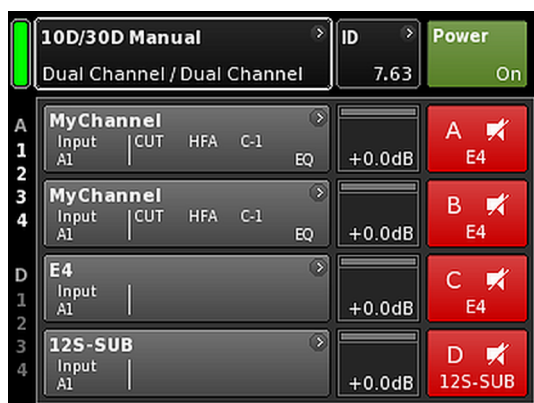 10D/30D Manual
Dual Channel / Dual Channel
ID
7.63
Power
On
A
1
2
3
4
D
1
2
3
4
MyChannel
Input
A1
CUT HFA C-1
EQ
+0.0dB
A
E4
MyChannel
Input
A1
CUT HFA C-1
EQ
+0.0dB
B
E4
E4
Input
A1
+0.0dB
C
E4
12S-SUB
Input
A1
+0.0dB
D
12S-SUB